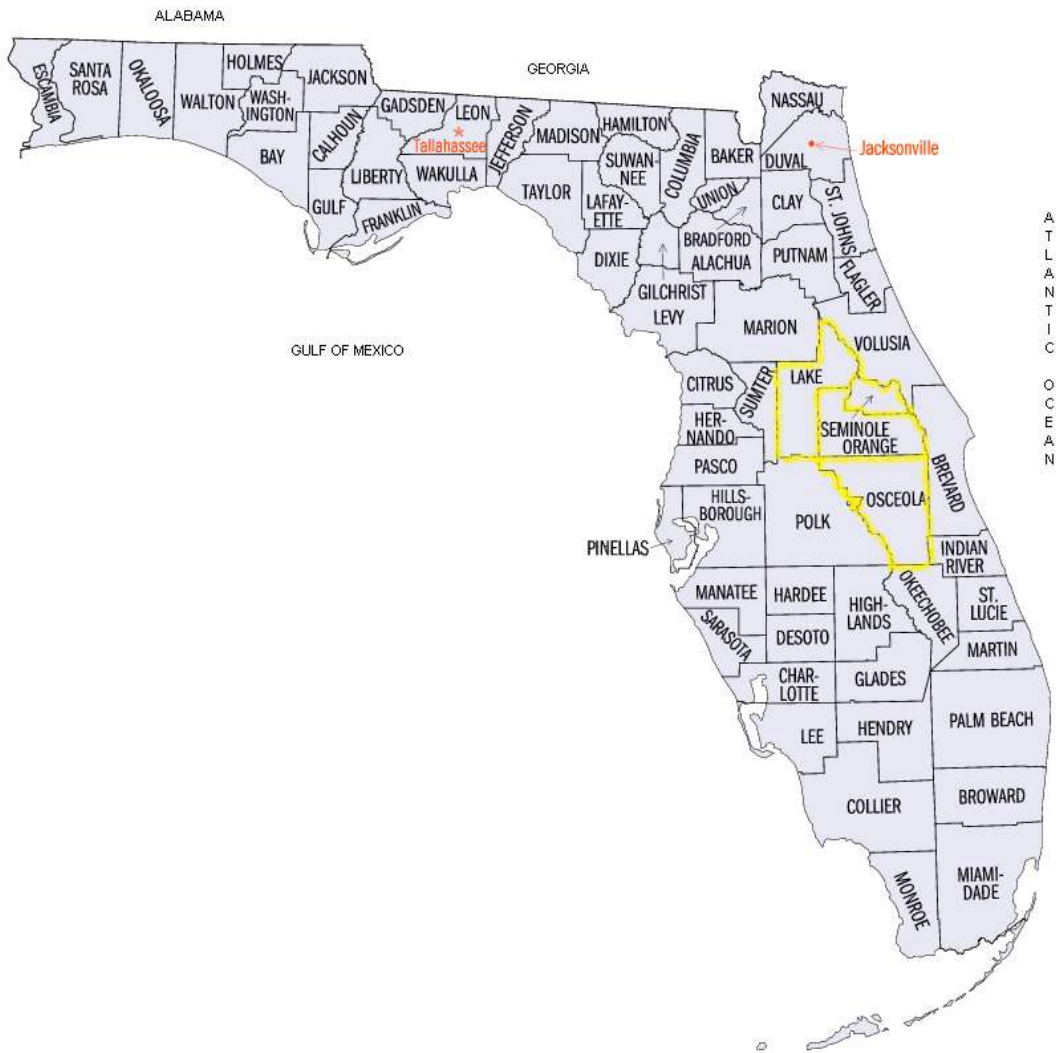 ALABAMA
GEORGIA
ESCAMBIA
SANTA
ROSA
OKALOOSA
WALTON
HOLMES
WASH-
INGTON
BAY
JACKSON
CALHOUN
GULF
LIBERTY
GADSDEN
LEON
Tallahassee
WAKULLA
FRANKLIN
JEFFERSON
MADISON
TAYLOR
HAMILTON
SUWAN-
NEE
LAFAY-
ETTE
DIXIE
COLUMBIA
BAKER
UNION
BRADFORD
ALACHUA
GILCHRIST
LEVY
NASSAU
DUVAL
Jacksonville
CLAY
ST. JOHNS
PUTNAM
FLAGLER
MARION
VOLUSIA
ATLANTIC OCEAN
GULF OF MEXICO
CITRUS
SUMTER
LAKE
HER-
NANDO
SEMINOLE
ORANGE
PASCO
BREVARD
HILLS-
BOROUGH
POLK
OSCEOLA
PINELLAS
INDIAN
RIVER
MANATEE
HARDEE
HIGH-
LANDS
OKEECHOBEE
ST.
LUCIE
SARASOTA
DESOTO
MARTIN
CHAR-
LOTTE
GLADES
LEE
HENDRY
PALM BEACH
COLLIER
BROWARD
MONROE
MIAMI-
DADE